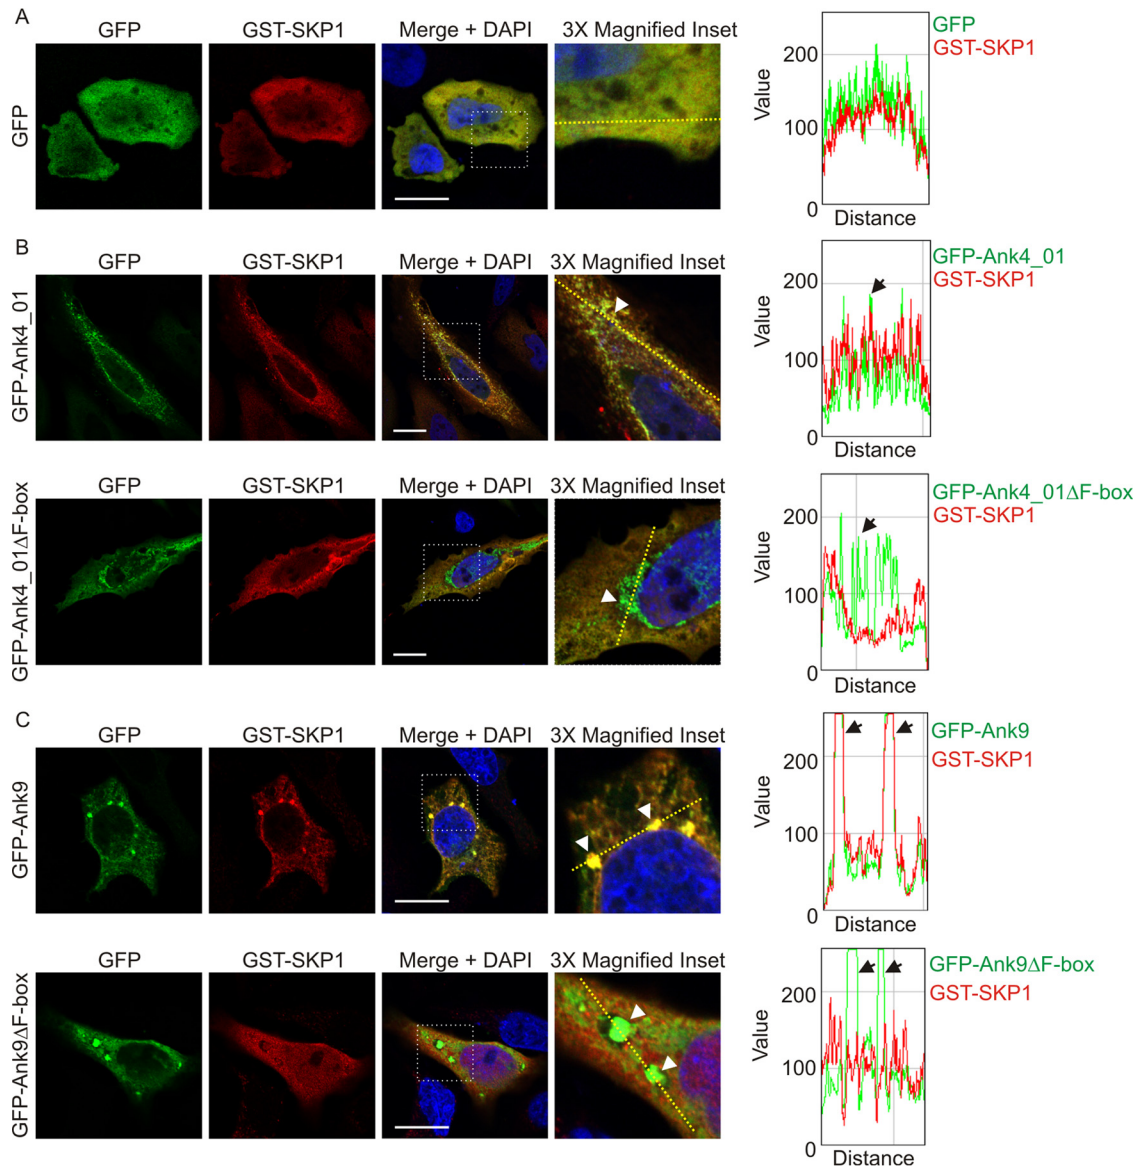 A
GFP GST-SKP1 Merge + DAPI 3X Magnified Inset
GFP
GFP
GST-SKP1
Value
200
100
0
Distance
B
GFP GST-SKP1 Merge + DAPI 3X Magnified Inset
GFP-Ank4_01
GFP-Ank4_01
GST-SKP1
Value
200
100
0
Distance
GFP GST-SKP1 Merge + DAPI 3X Magnified Inset
GFP-Ank4_01ΔF-box
GFP-Ank4_01ΔF-box
GST-SKP1
Value
200
100
0
Distance
C
GFP GST-SKP1 Merge + DAPI 3X Magnified Inset
GFP-Ank9
GFP-Ank9
GST-SKP1
Value
200
100
0
Distance
GFP GST-SKP1 Merge + DAPI 3X Magnified Inset
GFP-Ank9ΔF-box
GFP-Ank9ΔF-box
GST-SKP1
Value
200
100
0
Distance